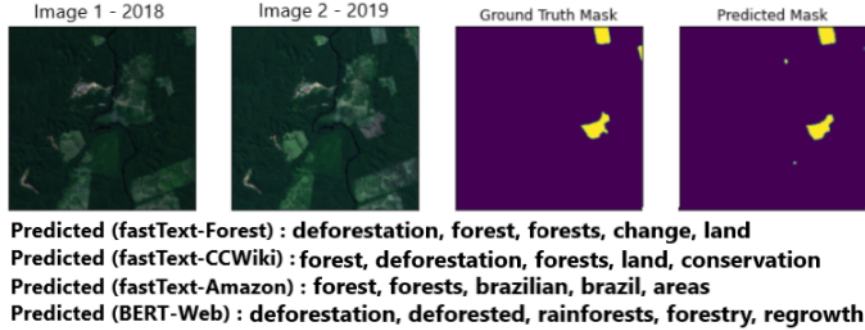 Image 1 - 2018
Image 2 - 2019
Ground Truth Mask
Predicted Mask
Predicted (fastText-Forest) : deforestation, forest, forests, change, land
Predicted (fastText-CCWiki) : forest, deforestation, forests, land, conservation
Predicted (fastText-Amazon) : forest, forests, brazilian, brazil, areas
Predicted (BERT-Web) : deforestation, deforested, rainforests, forestry, regrowth